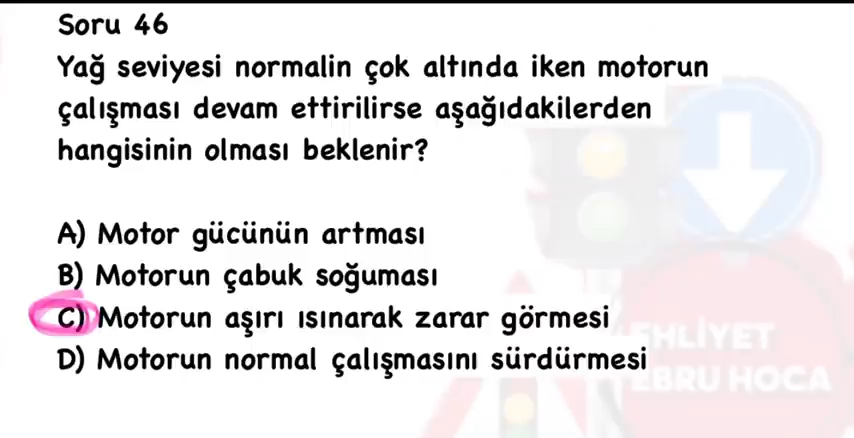 Soru 46
Yağ seviyesi normalin çok altında iken motorun
çalışması devam ettirilirse aşağıdakilerden
hangisinin olması beklenir?
A) Motor gücünün artması
B) Motorun çabuk soğuması
C) Motorun aşırı ısınarak zarar görmesi
D) Motorun normal çalışmasını sürdürmesi
EHLİYET
EBRU HOCA